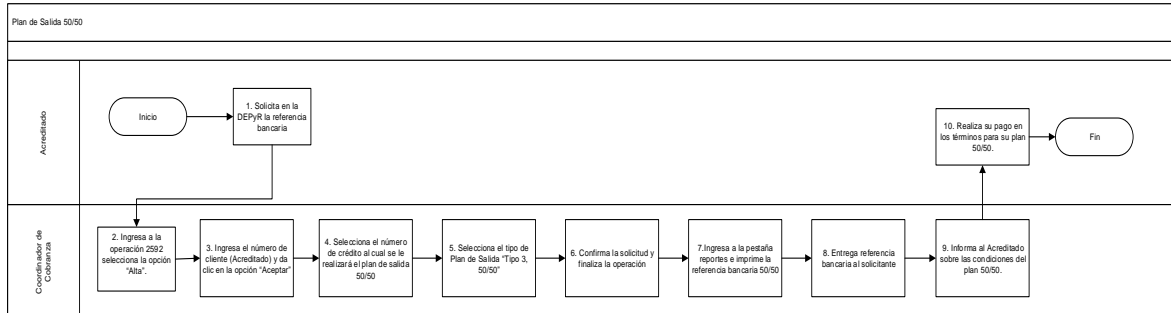 Plan de Salida 50/50
Acreditado
Inicio
1. Solicita en la
DEPyR la referencia
bancaria
10. Realiza su pago en
los términos para su plan
50/50.
Fin
Coordinador de
Cobranza
2. Ingresa a la
operación 2592
selecciona la opción
“Alta”.
3. Ingresa el número de
cliente (Acreditado) y da
clic en la opción “Aceptar”
4. Selecciona el número
de crédito al cual se le
realizará el plan de salida
50/50
5. Selecciona el tipo de
Plan de Salida “Tipo 3,
50/50”
6. Confirma la solicitud y
finaliza la operación
7.Ingresa a la pestaña
reportes e imprime la
referencia bancaria 50/50
8. Entrega referencia
bancaria al solicitante
9. Informa al Acreditado
sobre las condiciones del
plan 50/50.